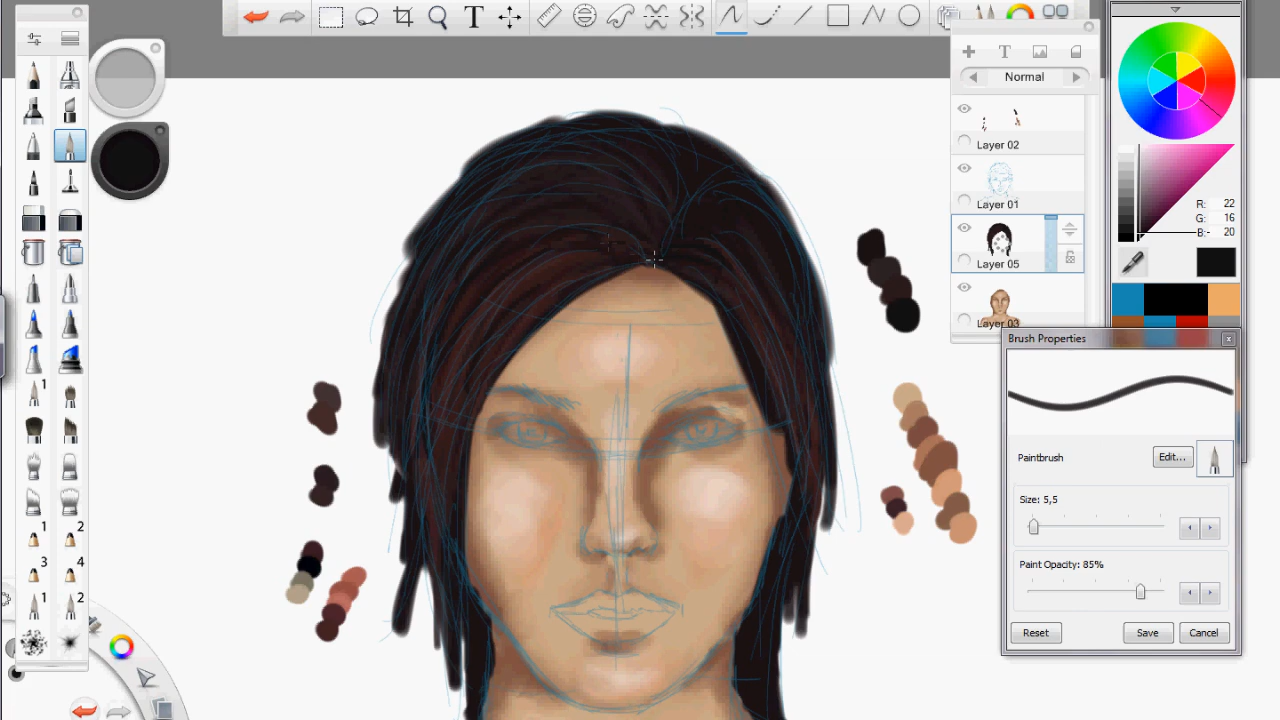 T
T
Normal
Layer 02
Layer 01
Layer 05
Layer 03
R: 22
G: 16
B: 20
Brush Properties
x
Paintbrush
Edit...
Size: 5,5
Paint Opacity: 85%
Reset
Save
Cancel
1
1 2
3 4
1 2